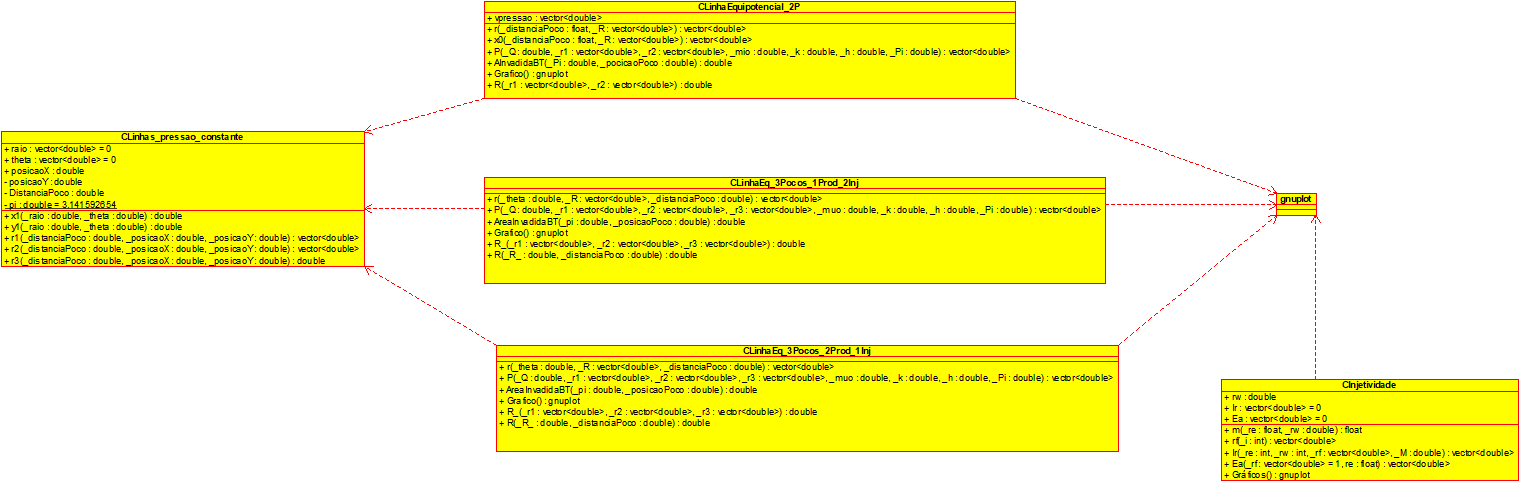 CLinhaEquipotencial_2P
+ vpressao : vector<double>
+ r(_distanciaPoco : float, _R : vector<double>) : vector<double>
+ x0(_distanciaPoco : float, _R : vector<double>) : vector<double>
+ P(_Q : double, _r1 : vector<double>, _r2 : vector<double>, _mio : double, _k : double, _h : double, _Pi : double) : vector<double>
+ AInvadidaBT(_Pi : double, _pocicaoPoco : double) : double
+ Grafico() : gnuplot
+ R(_r1 : vector<double>, _r2 : vector<double>) : double
CLinhas_pressao_constante
+ raio : vector<double> = 0
+ theta : vector<double> = 0
+ posicaoX : double
- posicaoY : double
- DistanciaPoco : double
- pi : double = 3.141592654
+ x1(_raio : double, _theta : double) : double
+ y1(_raio : double, _theta : double) : double
+ r1(_distanciaPoco : double, _posicaoX : double, _posicaoY : double) : vector<double>
+ r2(_distanciaPoco : double, _posicaoX : double, _posicaoY : double) : vector<double>
+ r3(_distanciaPoco : double, _posicaoX : double, _posicaoY : double) : double
CLinhaEq_3Pocos_1Prod_2Inj
+ r(_theta : double, _R : vector<double>, _distanciaPoco : double) : vector<double>
+ P(_Q : double, _r1 : vector<double>, _r2 : vector<double>, _r3 : vector<double>, _muo : double, _k : double, _h : double, _Pi : double) : vector<double>
+ AreaInvadidaBT(_pi : double, _posicaoPoco : double) : double
+ Grafico() : gnuplot
+ R_(_r1 : vector<double>, _r2 : vector<double>, _r3 : vector<double>) : double
+ R(_R_ : double, _distanciaPoco : double) : double
gnuplot
CLinhaEq_3Pocos_2Prod_1Inj
+ r(_theta : double, _R : vector<double>, _distanciaPoco : double) : vector<double>
+ P(_Q : double, _r1 : vector<double>, _r2 : vector<double>, _r3 : vector<double>, _muo : double, _k : double, _h : double, _Pi : double) : vector<double>
+ AreaInvadidaBT(_pi : double, _posicaoPoco : double) : double
+ Grafico() : gnuplot
+ R_(_r1 : vector<double>, _r2 : vector<double>, _r3 : vector<double>) : double
+ R(_R_ : double, _distanciaPoco : double) : double
CInjetividade
+ rw : double
+ Ir : vector<double> = 0
+ Ea : vector<double> = 0
+ m(_re : float, _rw : double) : float
+ rf(_i : int) : vector<double>
+ Ir(_re : int, _rw : int, _rf : vector<double>, _M : double) : vector<double>
+ Ea(_rf : vector<double> = 1, re : float) : vector<double>
+ Gráficos() : gnuplot